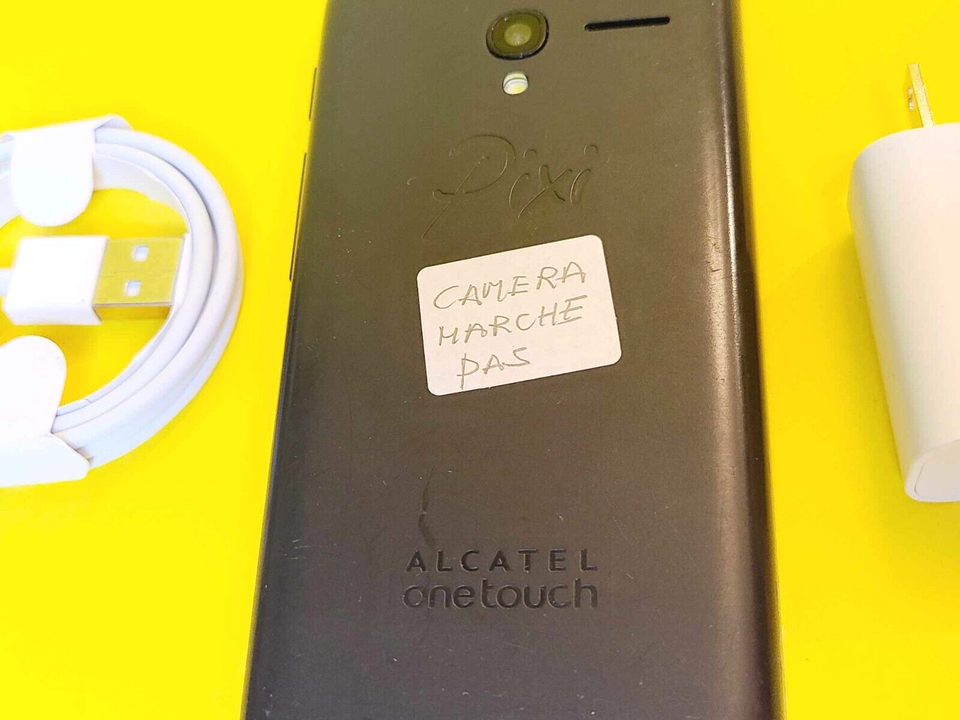 Pixi
CAMERA
MARCHE
PAS
ALCATEL
onetouch